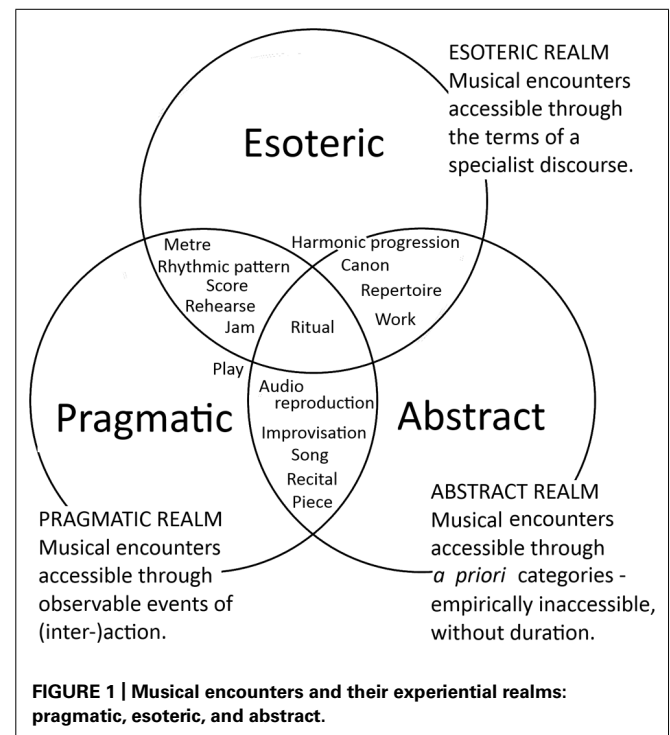 ESOTERIC REALM
Musical encounters
accessible through
the terms of a
specialist discourse.
Esoteric
Metre
Rhythmic pattern
Score
Rehearse
Jam
Harmonic progression
Canon
Repertoire
Work
Ritual
Play
Audio
reproduction
Improvisation
Song
Recital
Piece
Pragmatic
Abstract
PRAGMATIC REALM
Musical encounters
accessible through
observable events of
(inter-)action.
ABSTRACT REALM
Musical encounters
accessible through
a priori categories -
empirically inaccessible,
without duration.
FIGURE 1 | Musical encounters and their experiential realms:
pragmatic, esoteric, and abstract.